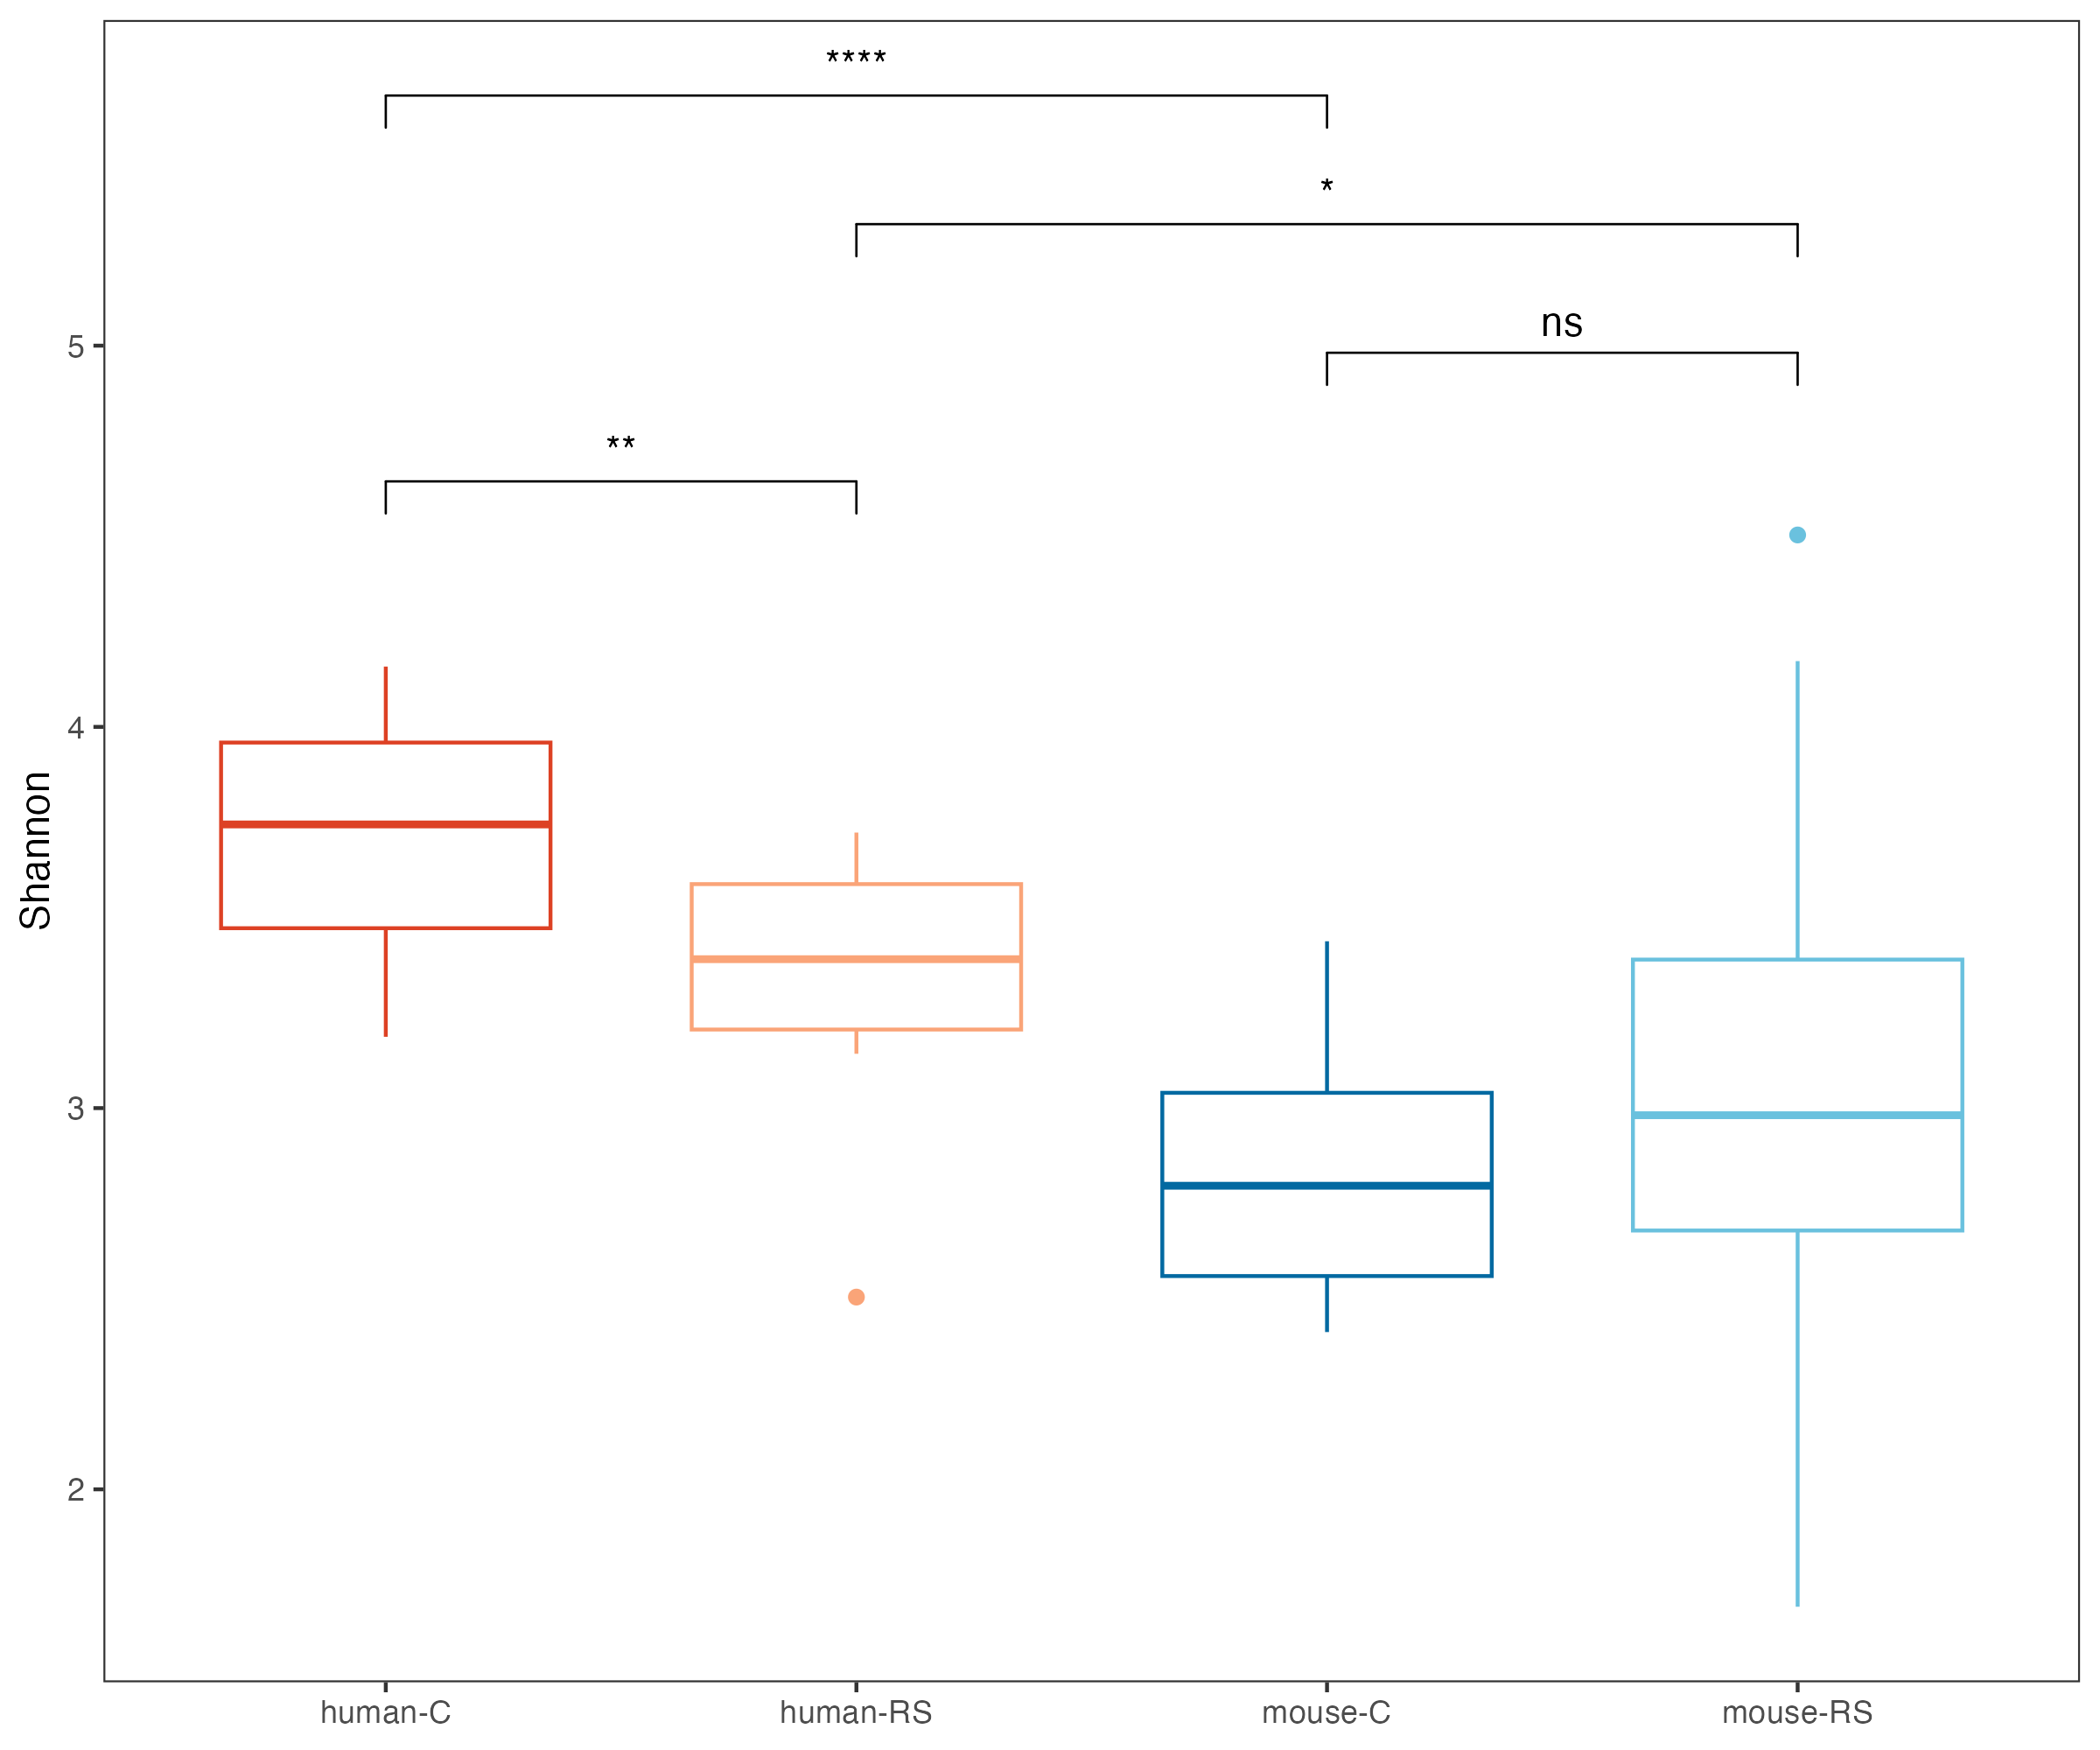 ****
*
ns
**
5
4
3
2
Shannon
human-C
human-RS
mouse-C
mouse-RS